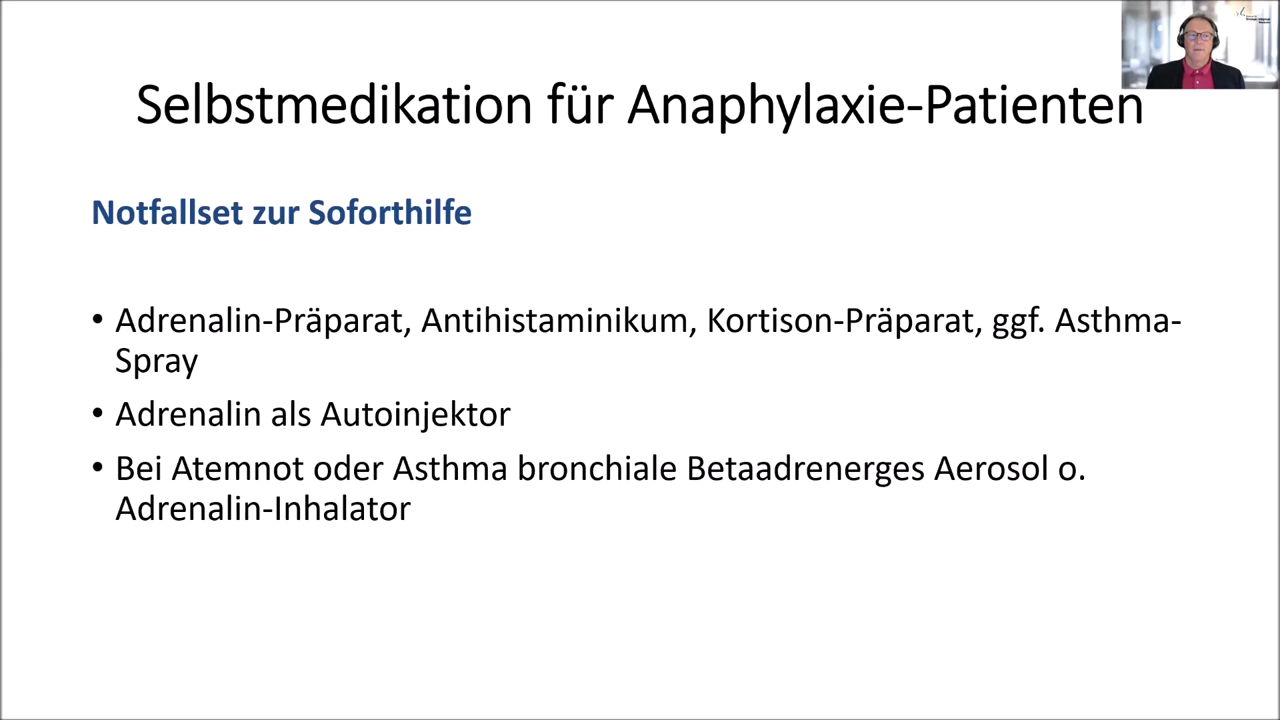 Selbstmedikation für Anaphylaxie-Patienten
Notfallset zur Soforthilfe
• Adrenalin-Präparat, Antihistaminikum, Kortison-Präparat, ggf. Asthma-
Spray
• Adrenalin als Autoinjektor
• Bei Atemnot oder Asthma bronchiale Betaadrenerges Aerosol o.
Adrenalin-Inhalator